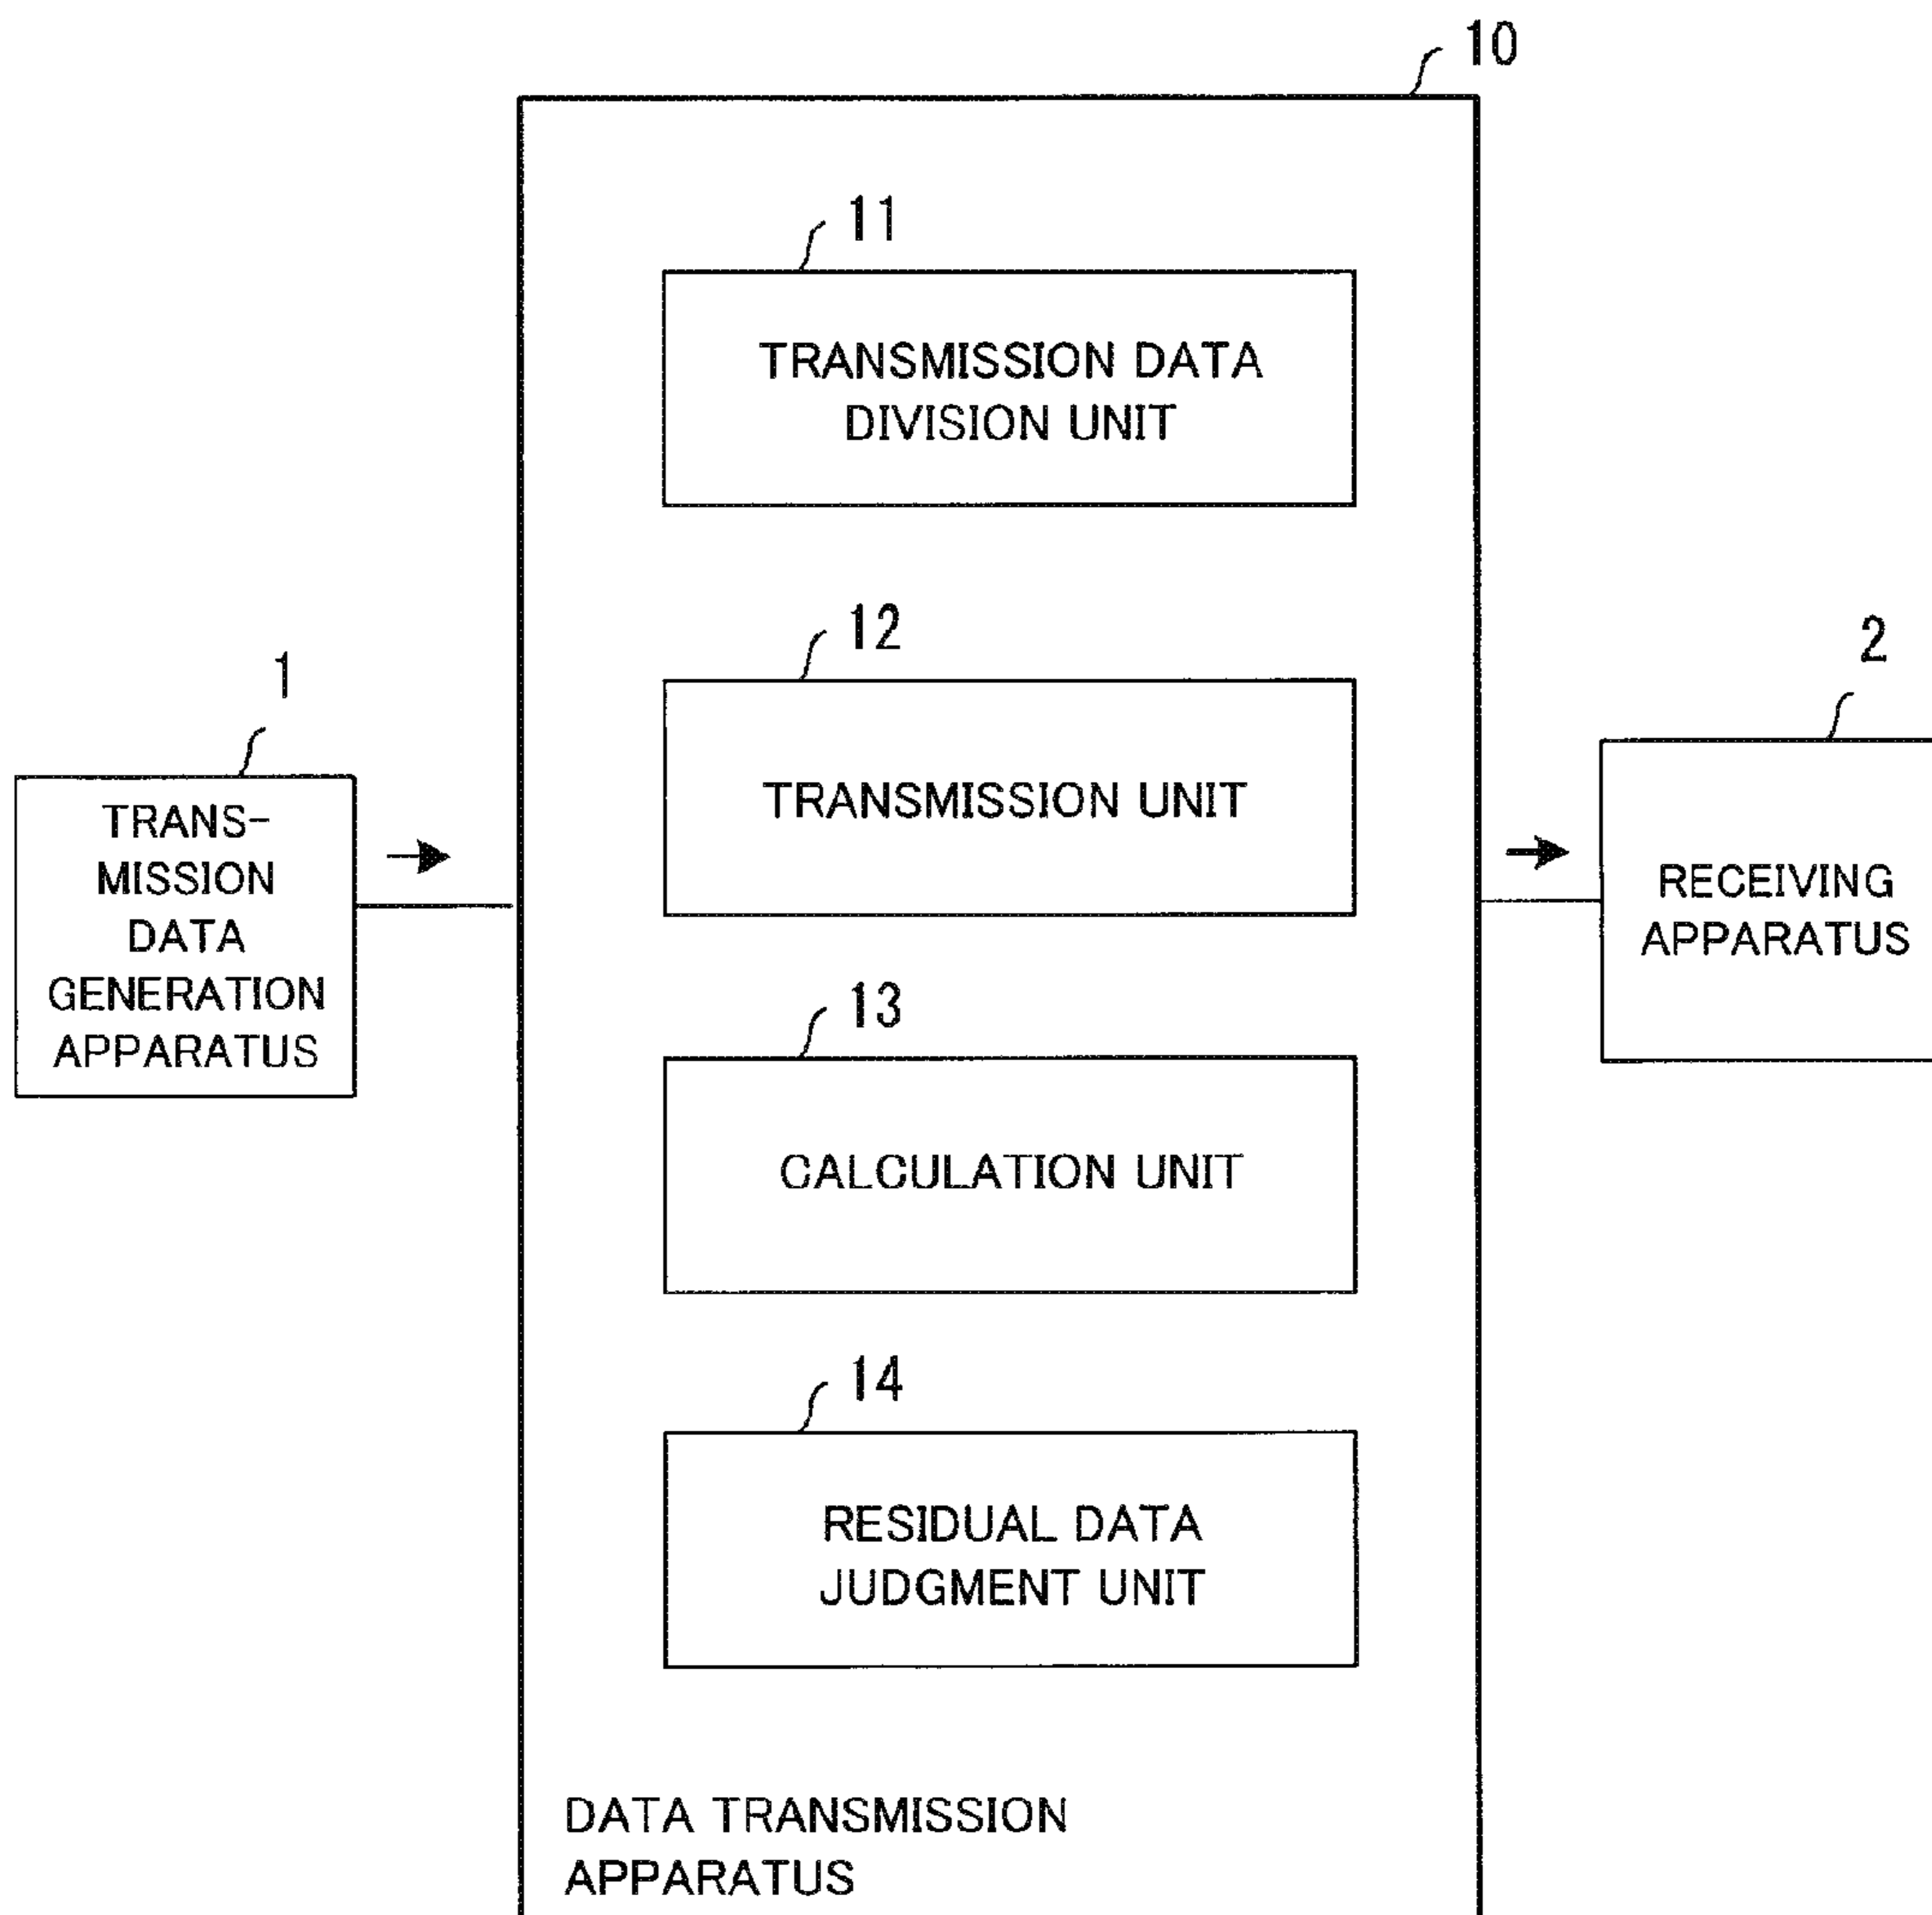 10
11
TRANSMISSION DATA
DIVISION UNIT
12
TRANSMISSION UNIT
1
TRANS-
MISSION
DATA
GENERATION
APPARATUS
2
RECEIVING
APPARATUS
13
CALCULATION UNIT
14
RESIDUAL DATA
JUDGMENT UNIT
DATA TRANSMISSION
APPARATUS